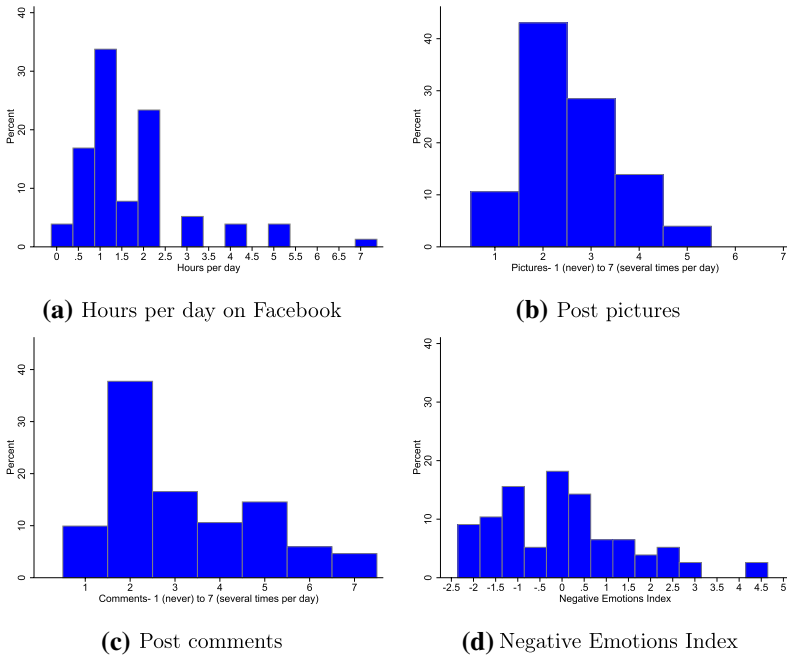 40
30
20
10
0
Percent
0 .5 1 1.5 2 2.5 3 3.5 4 4.5 5 5.5 6 6.5 7
Hours per day
(a) Hours per day on Facebook
40
30
20
10
0
Percent
1 2 3 4 5 6 7
Pictures- 1 (never) to 7 (several times per day)
(b) Post pictures
40
30
20
10
0
Percent
1 2 3 4 5 6 7
Comments- 1 (never) to 7 (several times per day)
(c) Post comments
40
30
20
10
0
Percent
-2.5 -2 -1.5 -1 -.5 0 .5 1 1.5 2 2.5 3 3.5 4 4.5 5
Negative Emotions Index
(d) Negative Emotions Index